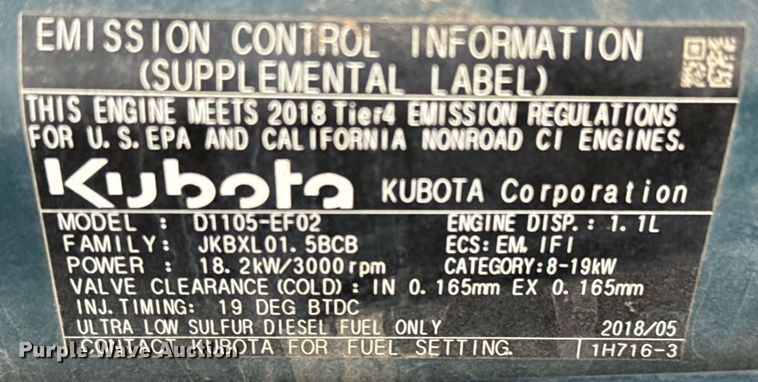 EMISSION CONTROL INFORMATION
(SUPPLEMENTAL LABEL)
THIS ENGINE MEETS 2018 Tier4 EMISSION REGULATIONS
FOR U.S.EPA AND CALIFORNIA NONROAD CI ENGINES.
Kubota KUBOTA Corporation
MODEL : D1105-EF02 ENGINE DISP.: 1.1L
FAMILY: JKBXL01.5BCB ECS:EM,IFI
POWER : 18.2kW/3000rpm CATEGORY:8-19kW
VALVE CLEARANCE(COLD): IN 0.165mm EX 0.165mm
INJ.TIMING: 19 DEG BTDC
ULTRA LOW SULFUR DIESEL FUEL ONLY 2018/05
CONTACT KUBOTA FOR FUEL SETTING. 1H716-3
Purple Wave Auction